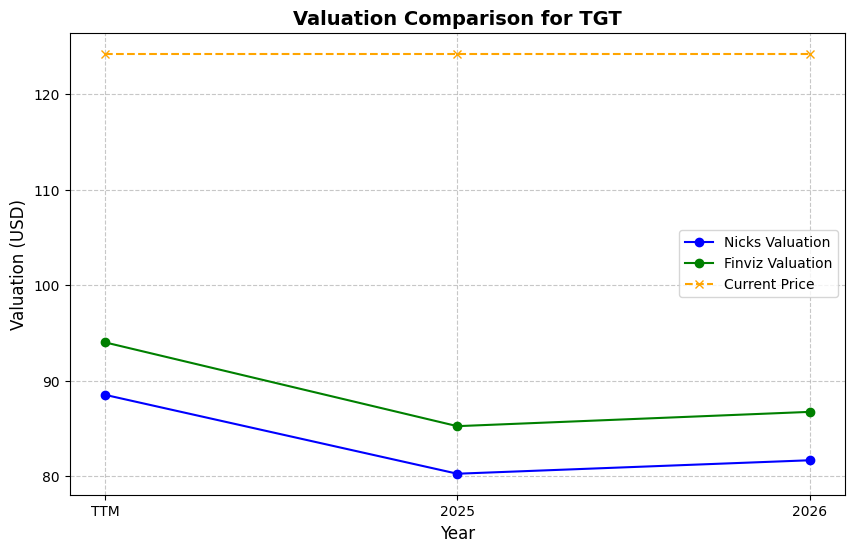 Valuation Comparison for TGT
Valuation (USD)
120
110
100
90
80
Nicks Valuation
Finviz Valuation
Current Price
TTM
2025
2026
Year